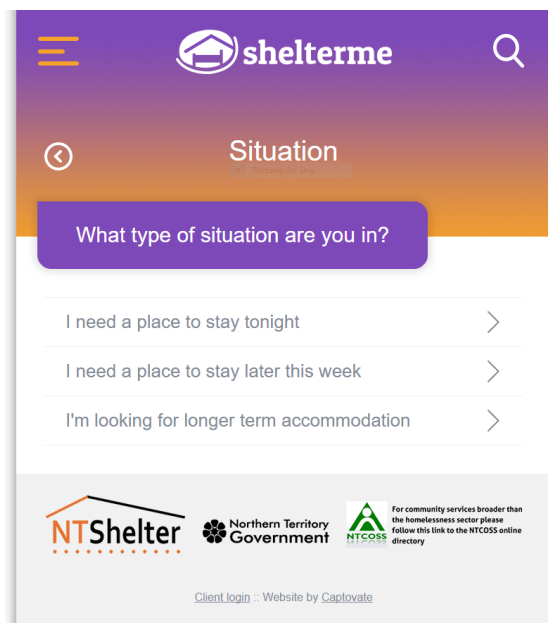 shelterme
Situation
Rectangular Snip
What type of situation are you in?
I need a place to stay tonight
I need a place to stay later this week
I'm looking for longer term accommodation
NTShelter
Northern Territory
Government
NTCOSS
For community services broader than
the homelessness sector please
follow this link to the NTCOSS online
directory
Client login :: Website by Captovate